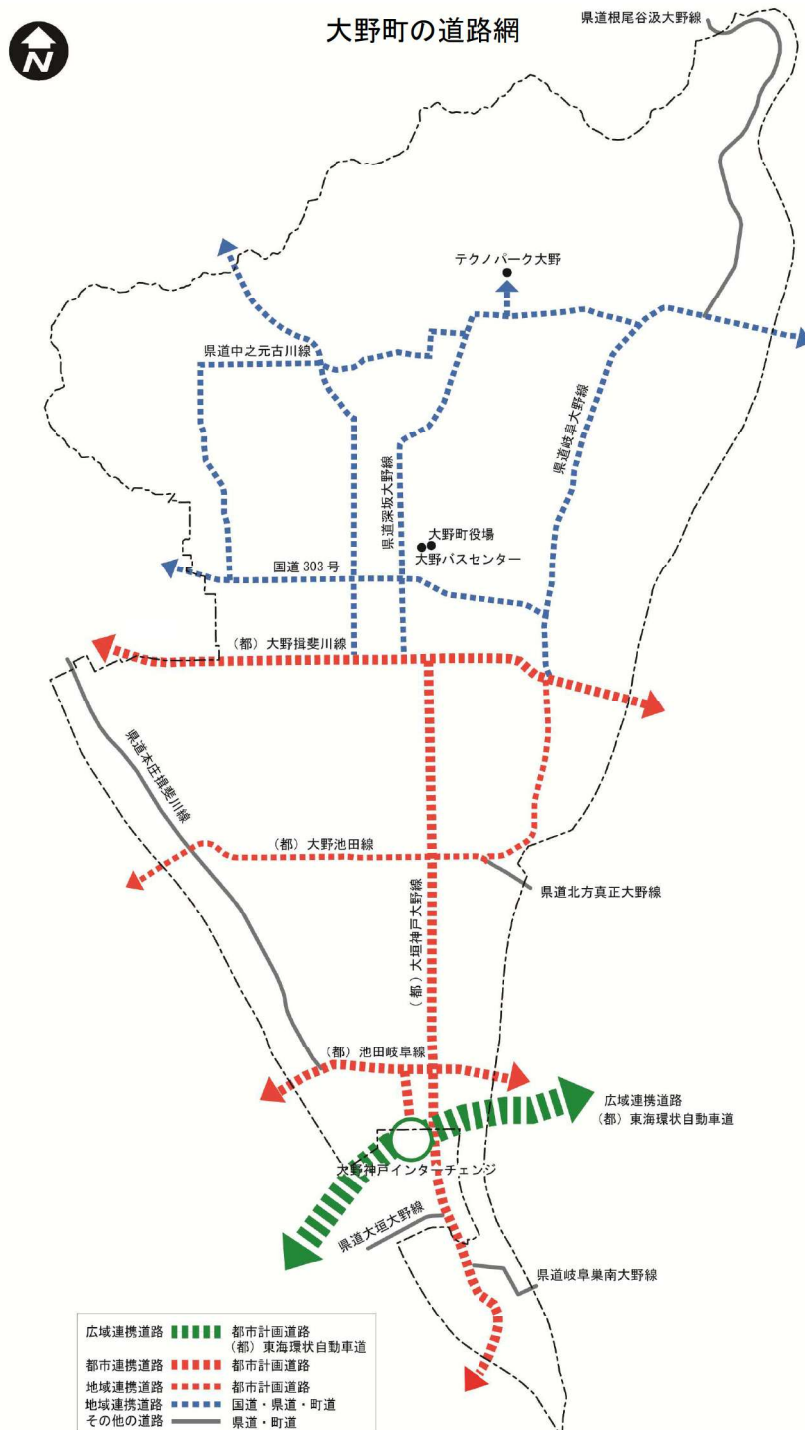 大野町の道路網
県道根尾谷汲大野線
N
テクノパーク大野
県道中之元古川線
県道岐阜大野線
県道深坂大野線
大野町役場
大野バスセンター
国道 303 号
（都）大野揖斐川線
県道本庄揖斐川線
（都）大野池田線
県道北方真正大野線
（都）大垣神戸大野線
（都）池田岐阜線
広域連携道路
（都）東海環状自動車道
大野神戸インターチェンジ
県道大垣大野線
県道岐阜巣南大野線
広域連携道路 都市計画道路
（都）東海環状自動車道
都市連携道路 都市計画道路
地域連携道路 都市計画道路
地域連携道路 国道・県道・町道
その他の道路 県道・町道